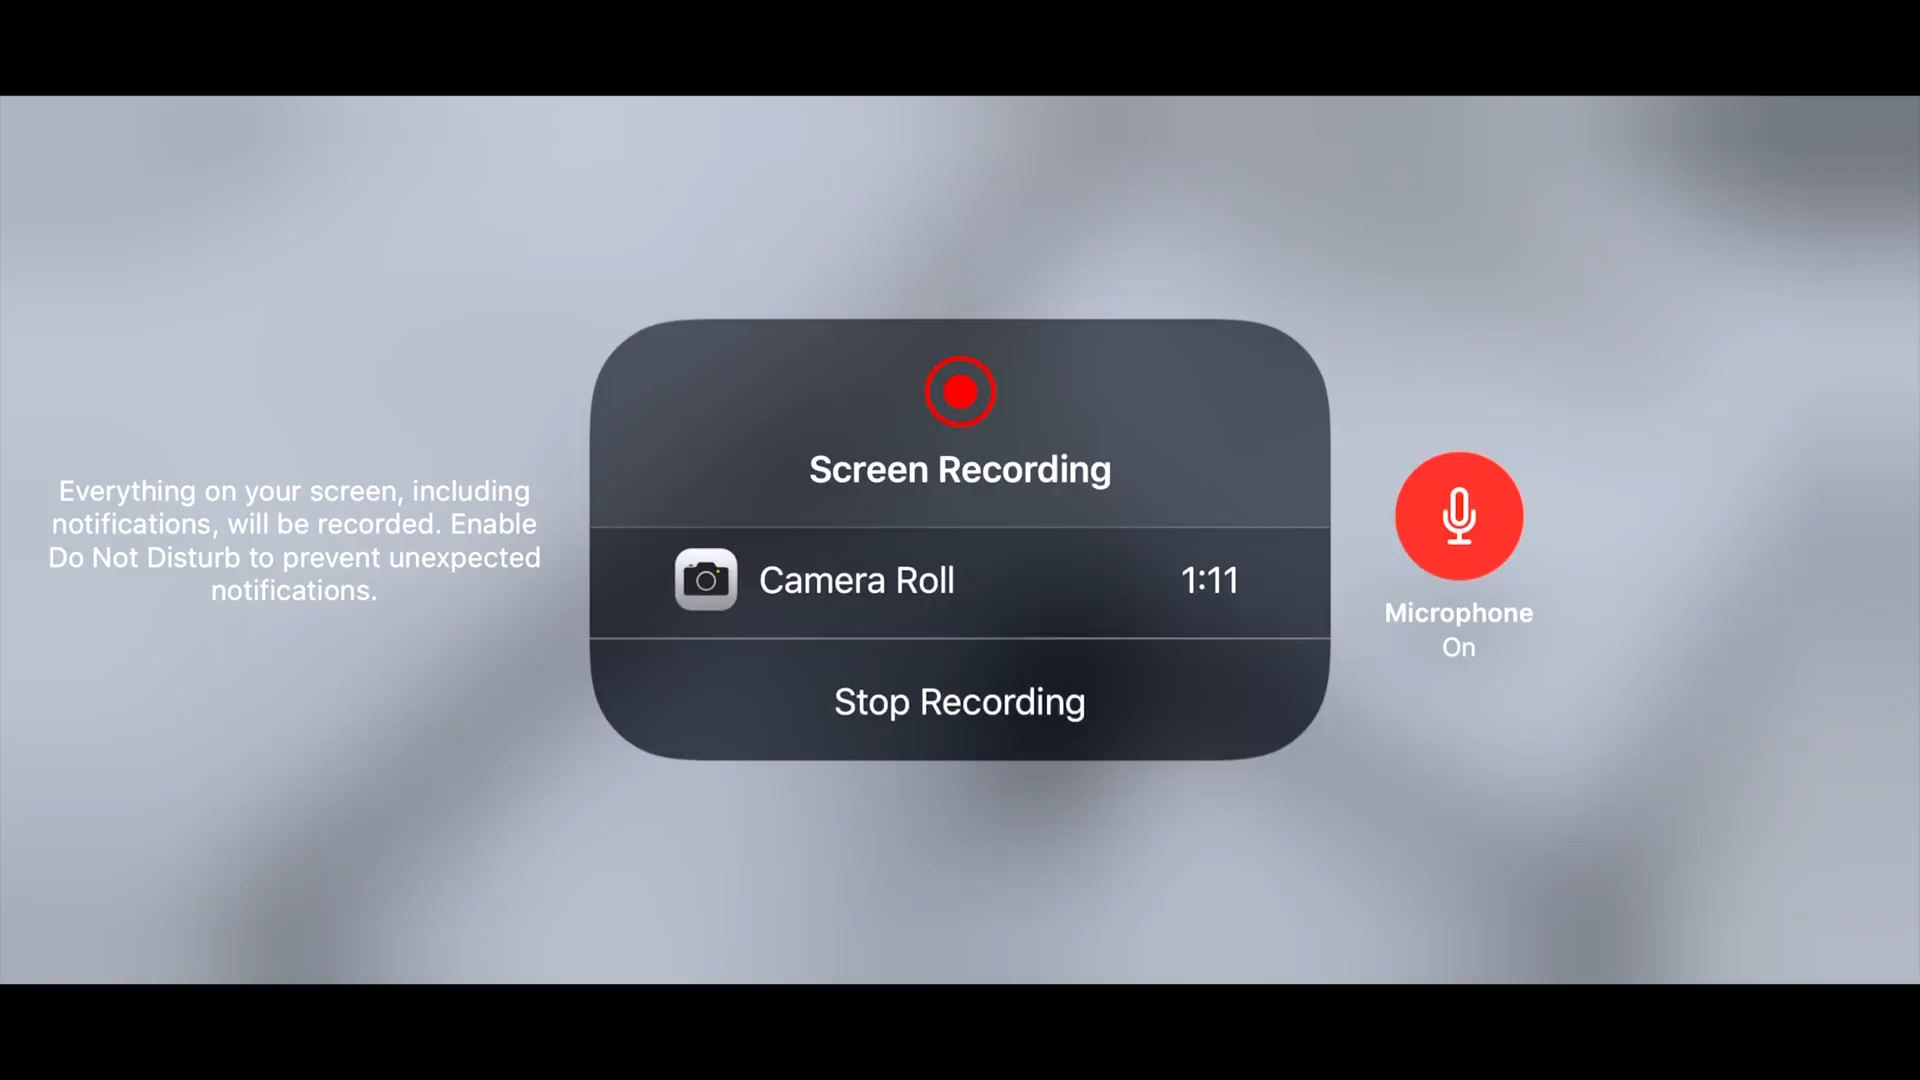 Everything on your screen, including
notifications, will be recorded. Enable
Do Not Disturb to prevent unexpected
notifications.
Screen Recording
Camera Roll 1:11
Stop Recording
Microphone
On